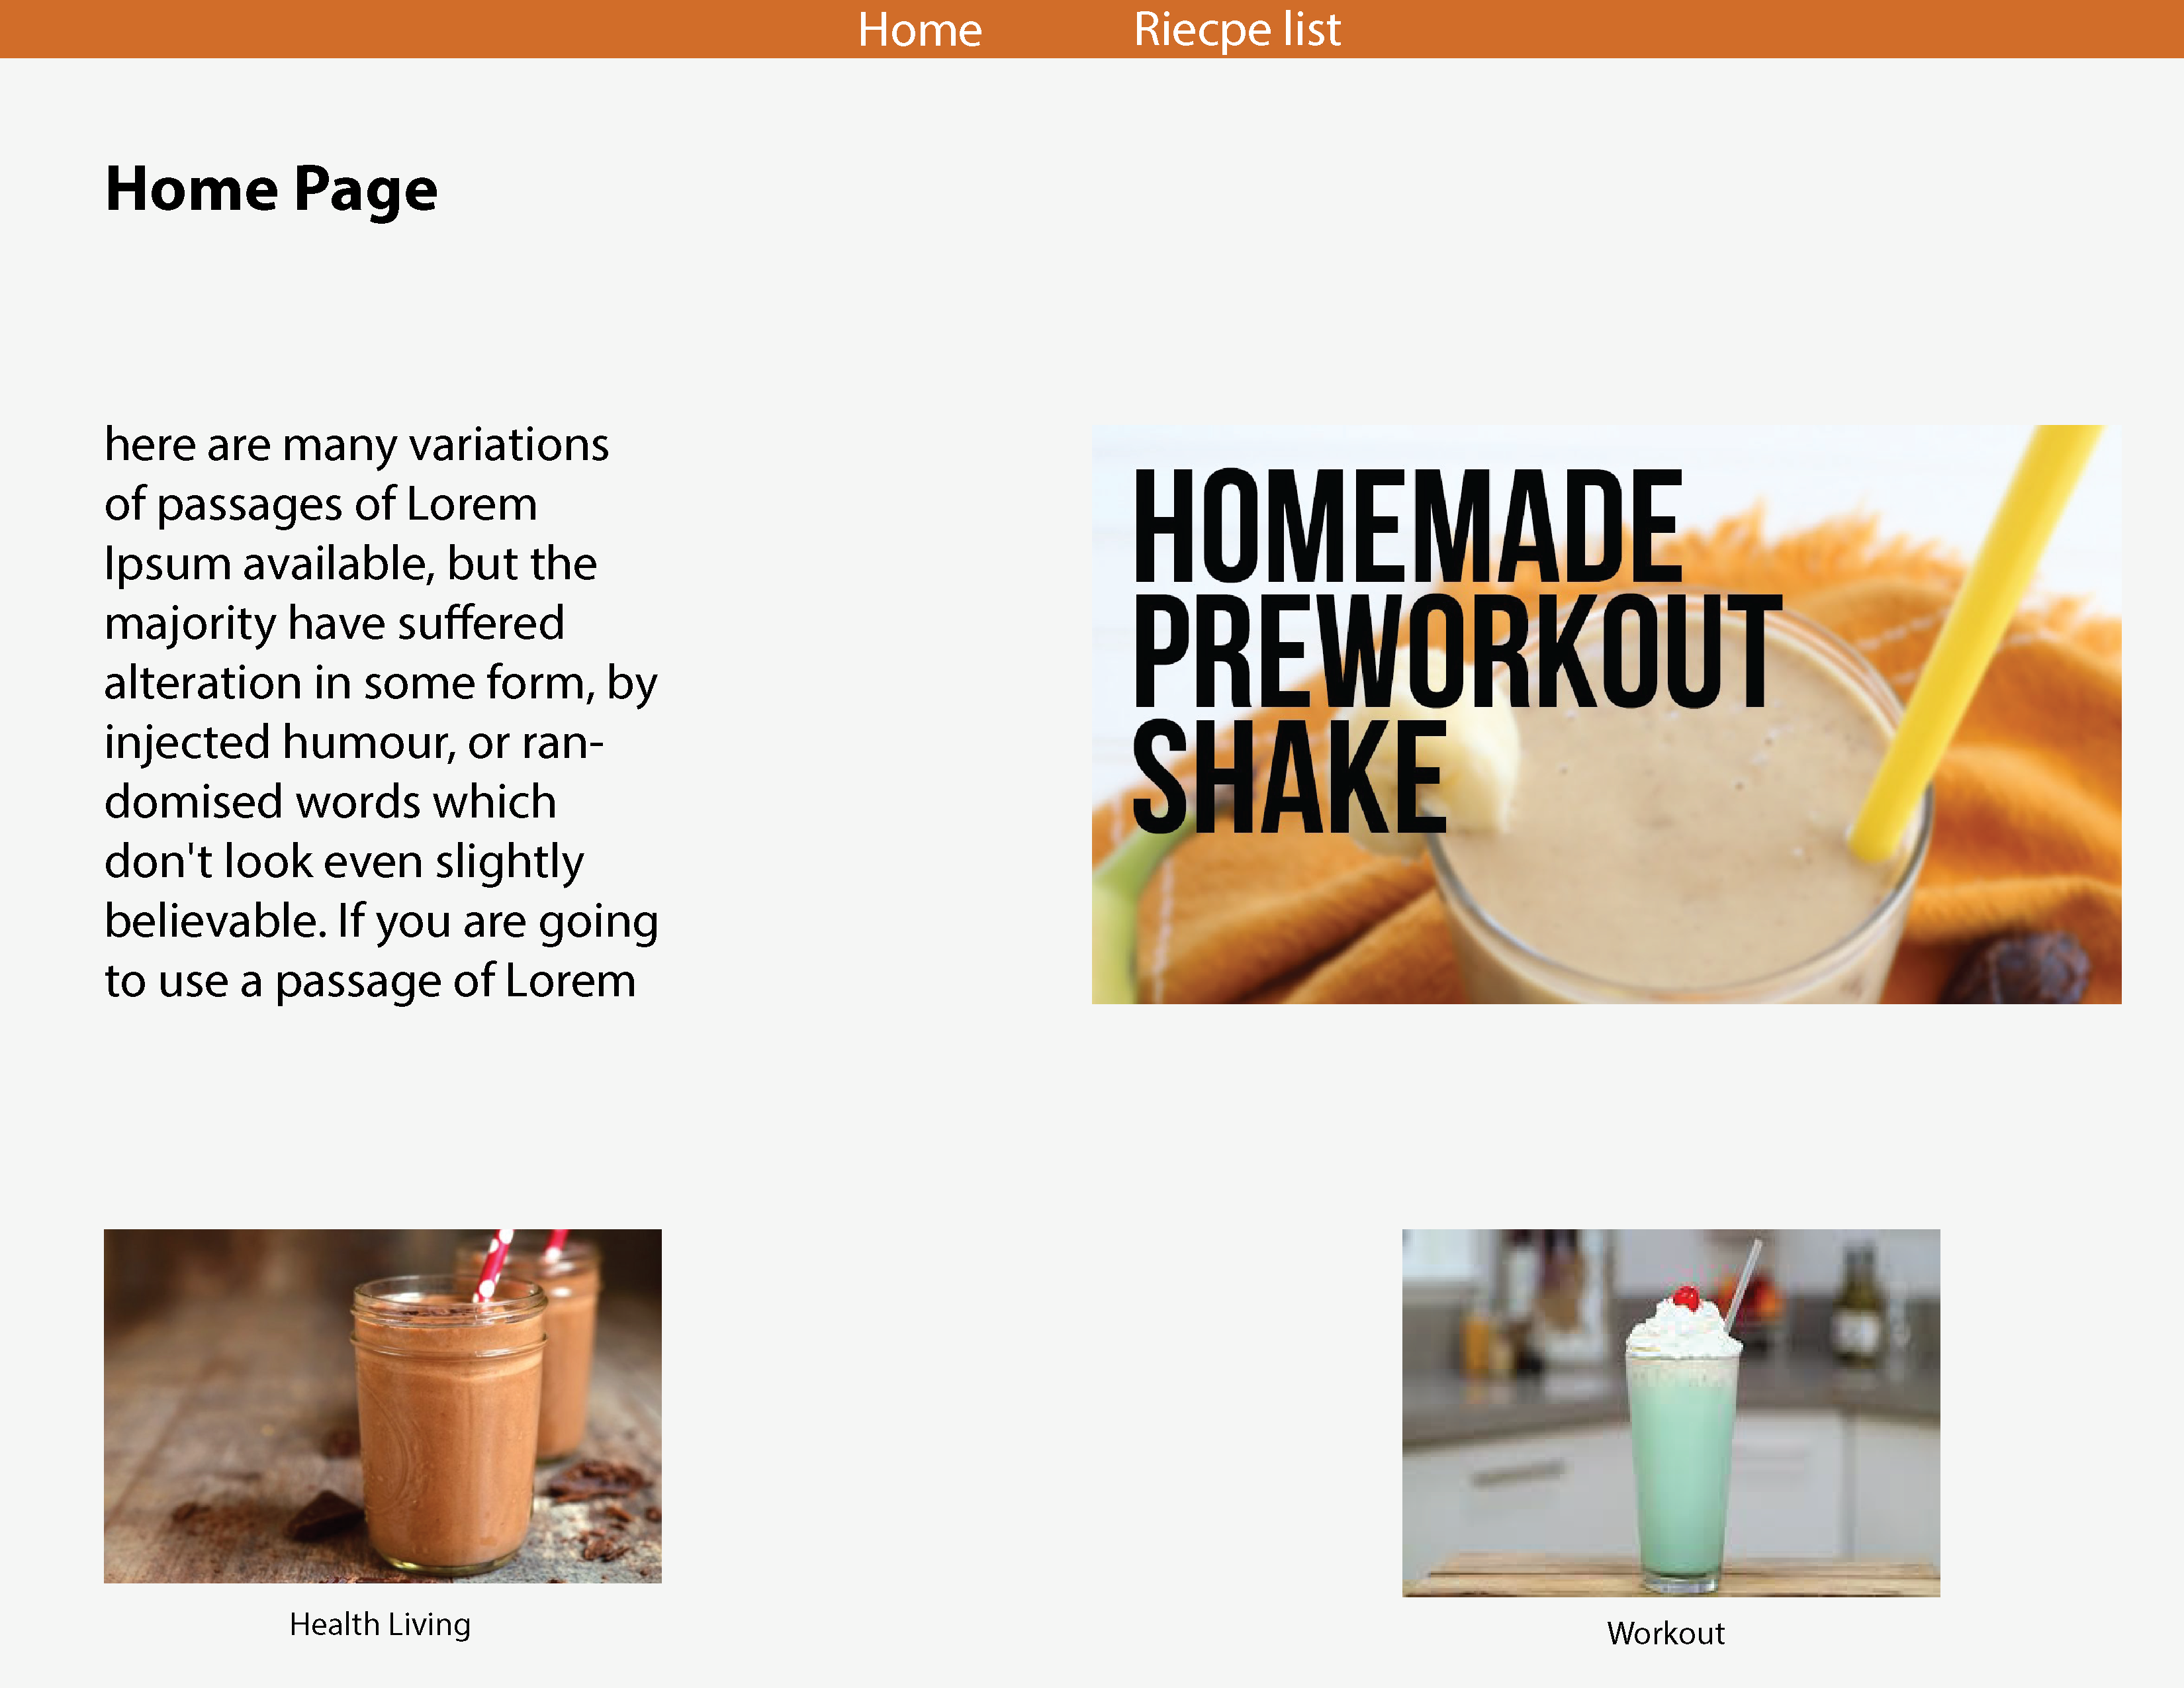 Home Riecpe list
Home Page
here are many variations
of passages of Lorem
Ipsum available, but the
majority have suffered
alteration in some form, by
injected humour, or ran-
domised words which
don't look even slightly
believable. If you are going
to use a passage of Lorem
HOMEMADE
PREWORKOUT
SHAKE
Health Living
Workout